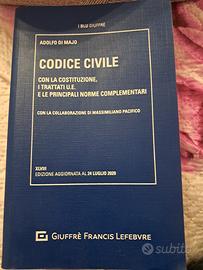 I BLU GIUFFRÈ
ADOLFO DI MAJO
CODICE CIVILE
CON LA COSTITUZIONE,
I TRATTATI U.E.
E LE PRINCIPALI NORME COMPLEMENTARI
CON LA COLLABORAZIONE DI MASSIMILIANO PACIFICO
XLVIII
EDIZIONE AGGIORNATA AL 24 LUGLIO 2020
GIUFFRÈ FRANCIS LEFEBVRE
subito